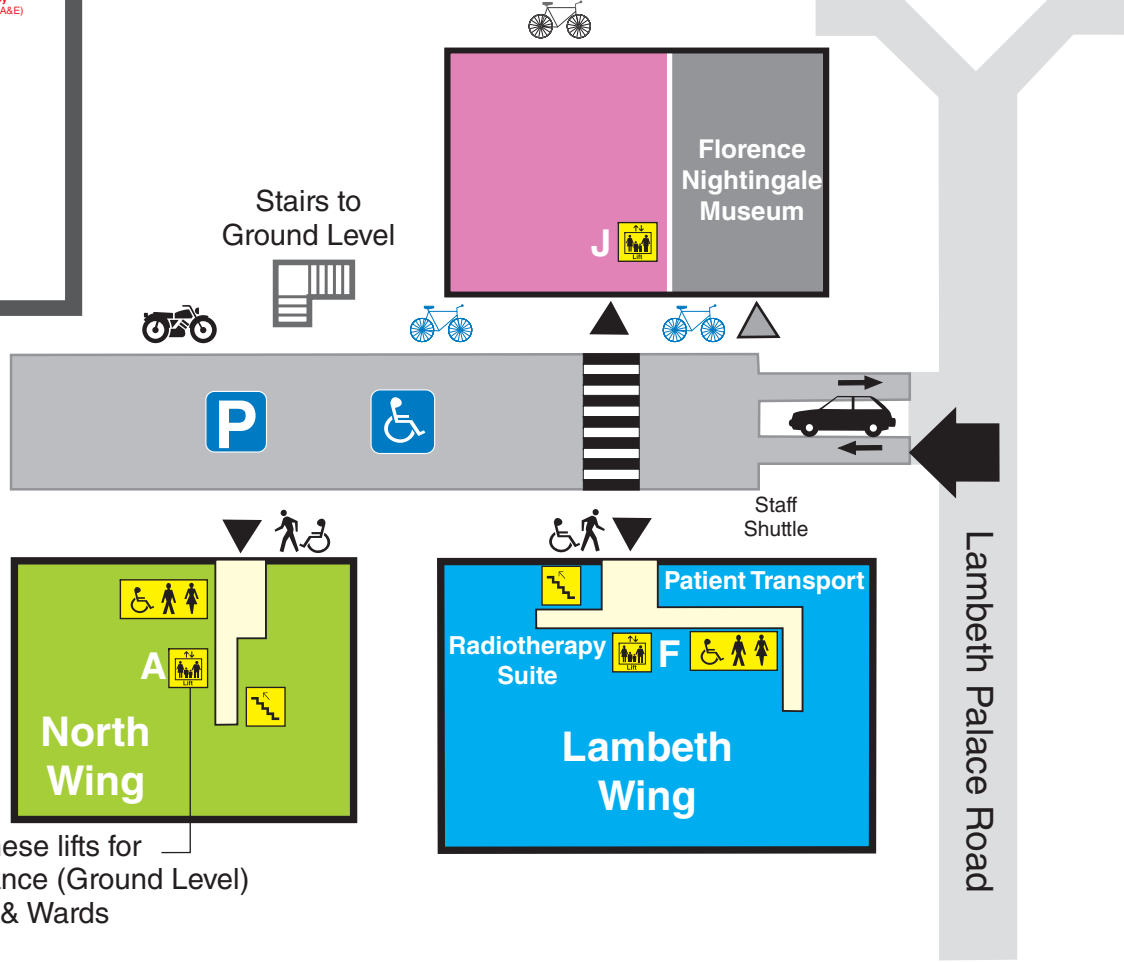 A&E)
Stairs to
Ground Level
Florence
Nightingale
Museum
J
Lift
P
Staff
Shuttle
Lambeth Palace Road
A
Lift
North
Wing
Patient Transport
Radiotherapy
Suite
Lift
F
Lambeth
Wing
ese lifts for
nce (Ground Level)
& Wards